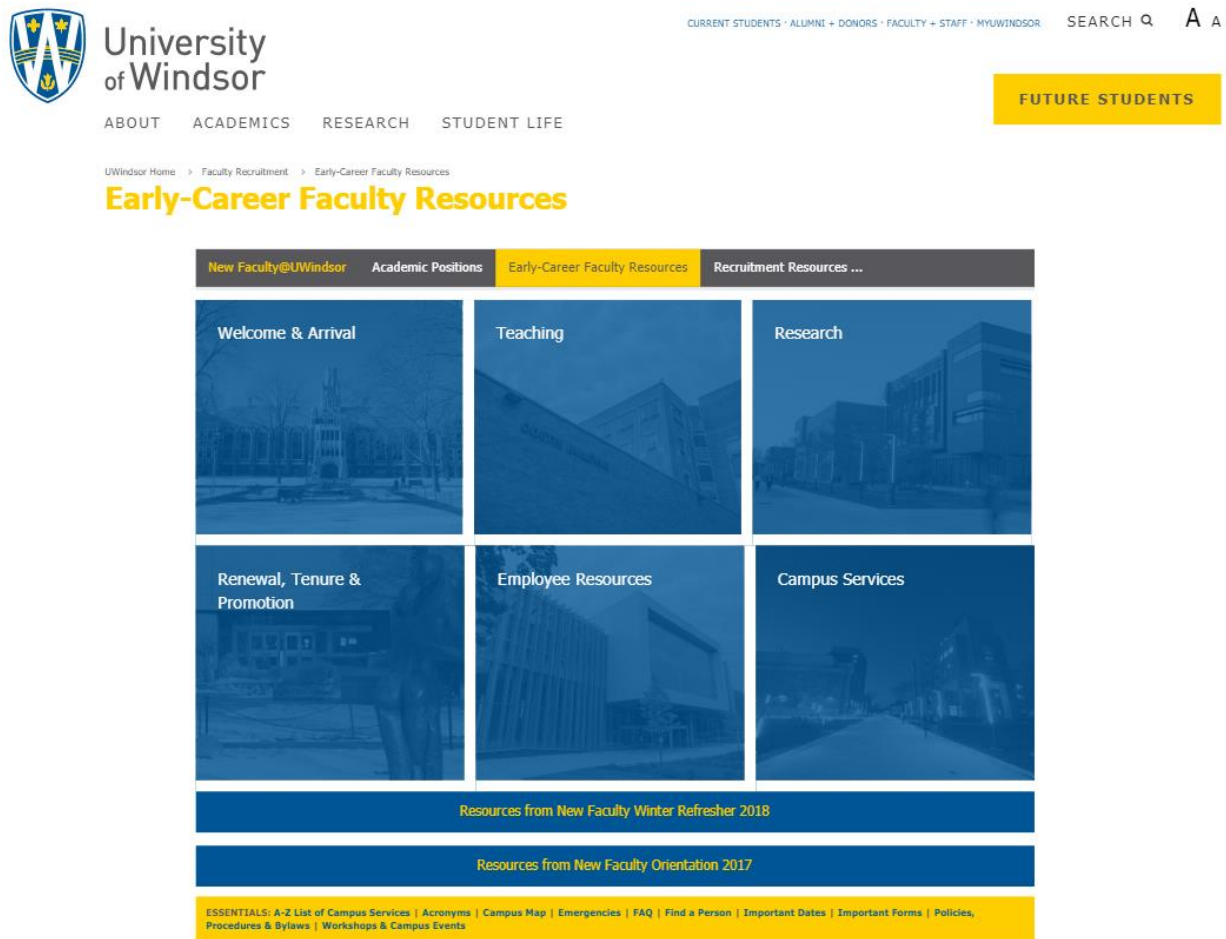 University
of Windsor
CURRENT STUDENTS · ALUMNI + DONORS · FACULTY + STAFF · MYUWINDSOR
SEARCH
A A
FUTURE STUDENTS
ABOUT ACADEMICS RESEARCH STUDENT LIFE
UWindsor Home > Faculty Recruitment > Early-Career Faculty Resources
Early-Career Faculty Resources
New Faculty@UWindsor Academic Positions Early-Career Faculty Resources Recruitment Resources ...
Welcome & Arrival
Teaching
Research
Renewal, Tenure &
Promotion
Employee Resources
Campus Services
Resources from New Faculty Winter Refresher 2018
Resources from New Faculty Orientation 2017
ESSENTIALS: A-Z List of Campus Services | Acronyms | Campus Map | Emergencies | FAQ | Find a Person | Important Dates | Important Forms | Policies,
Procedures & Bylaws | Workshops & Campus Events